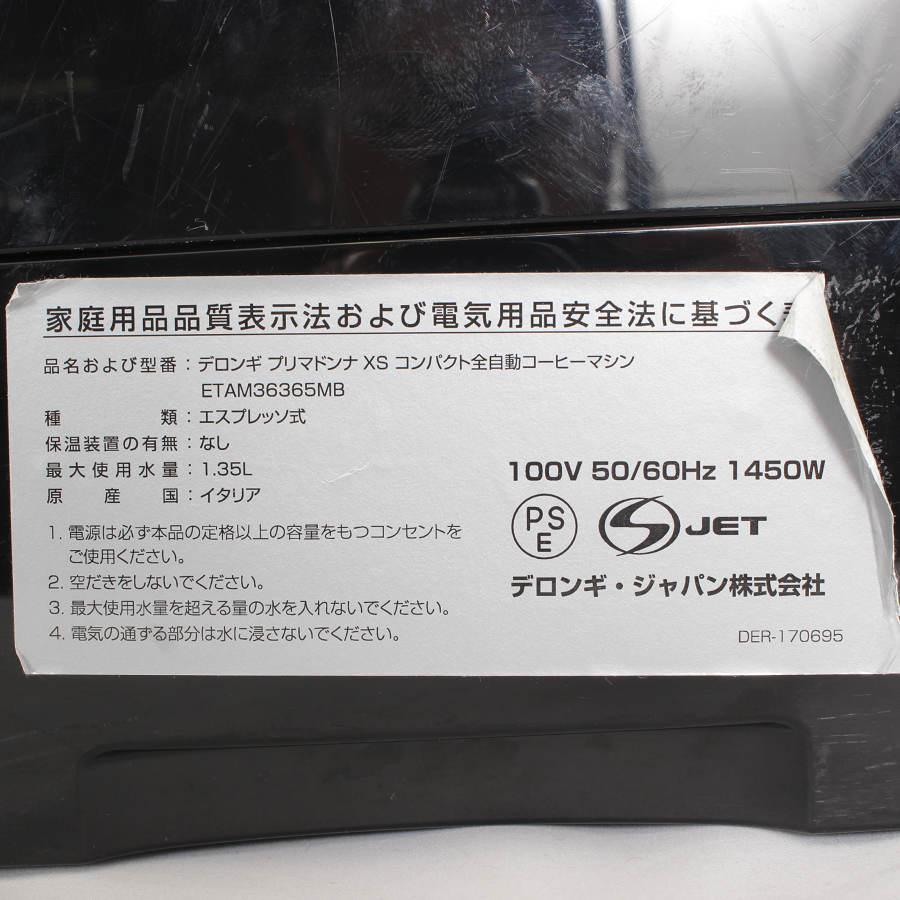 家庭用品品質表示法および電気用品安全法に基づく
品名および型番：デロンギ プリマドンナ XS コンパクト全自動コーヒーマシン
ETAM36365MB
種類：エスプレッソ式
保温装置の有無：なし
最大使用水量：1.35L
原産国：イタリア
1. 電源は必ず本品の定格以上の容量をもつコンセントを
ご使用ください。
2. 空だきをしないでください。
3. 最大使用水量を超える量の水を入れないでください。
4. 電気の通ずる部分は水に浸さないでください。
100V 50/60Hz 1450W
PS
E
JET
デロンギ・ジャパン株式会社
DER-170695